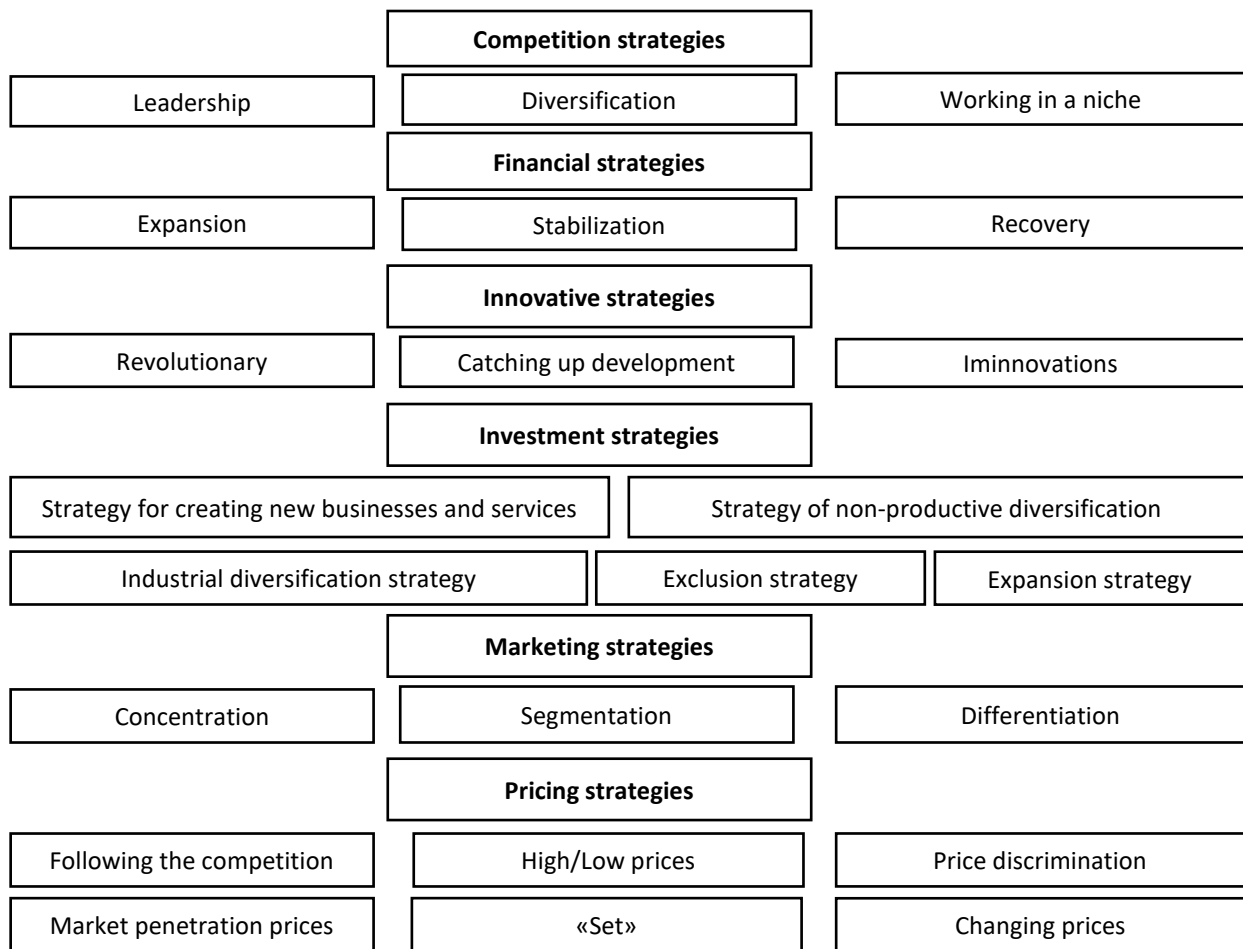 Competition strategies
Leadership
Diversification
Working in a niche
Financial strategies
Expansion
Stabilization
Recovery
Innovative strategies
Revolutionary
Catching up development
Iminnovations
Investment strategies
Strategy for creating new businesses and services
Strategy of non-productive diversification
Industrial diversification strategy
Exclusion strategy
Expansion strategy
Marketing strategies
Concentration
Segmentation
Differentiation
Pricing strategies
Following the competition
High/Low prices
Price discrimination
Market penetration prices
«Set»
Changing prices